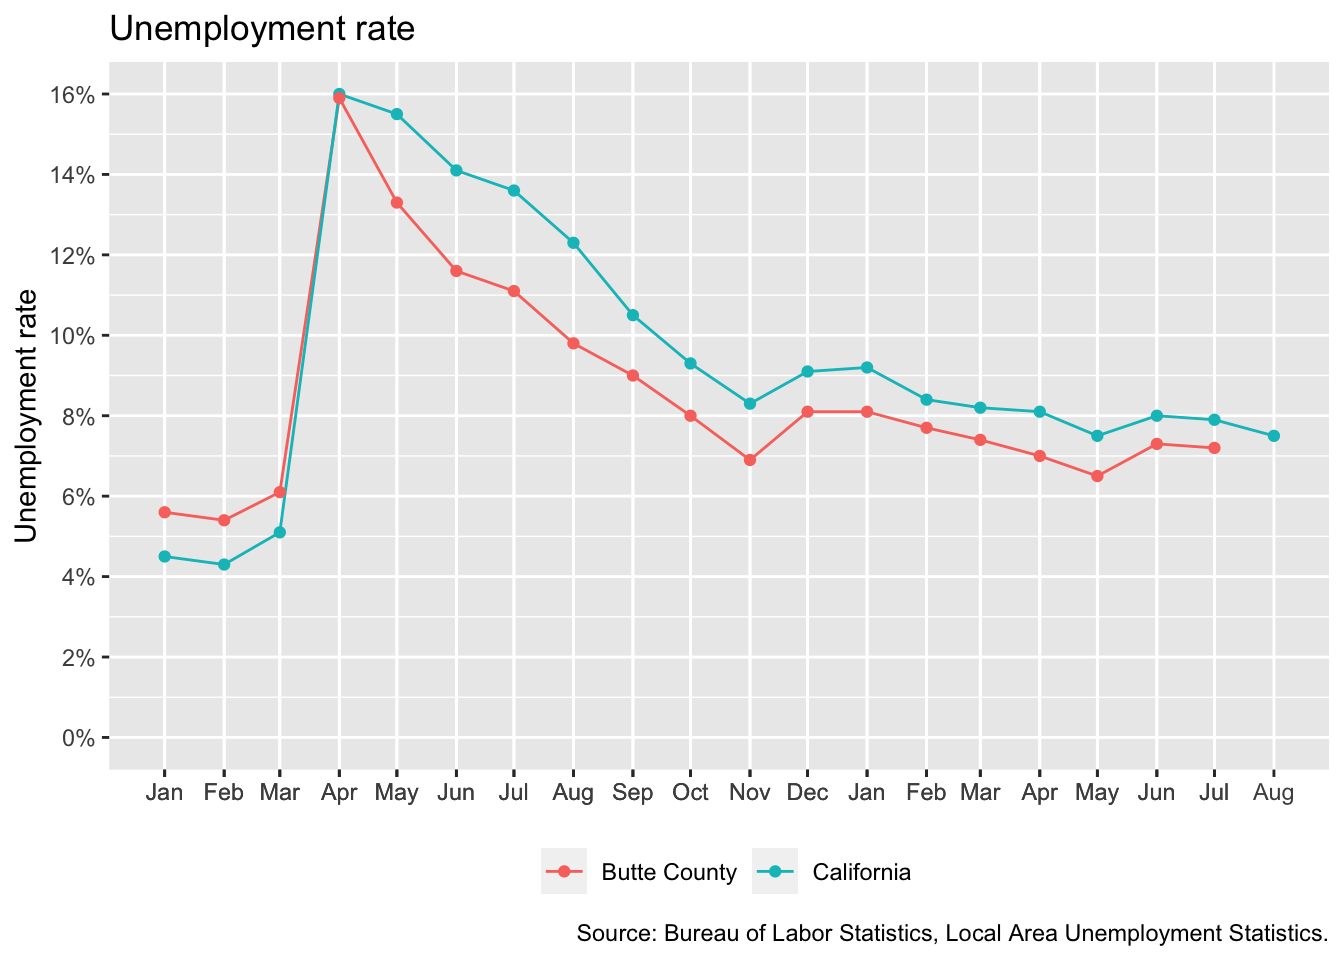 Unemployment rate
Unemployment rate
16%
14%
12%
10%
8%
6%
4%
2%
0%
Jan Feb Mar Apr May Jun Jul Aug Sep Oct Nov Dec Jan Feb Mar Apr May Jun Jul Aug
Butte County California
Source: Bureau of Labor Statistics, Local Area Unemployment Statistics.